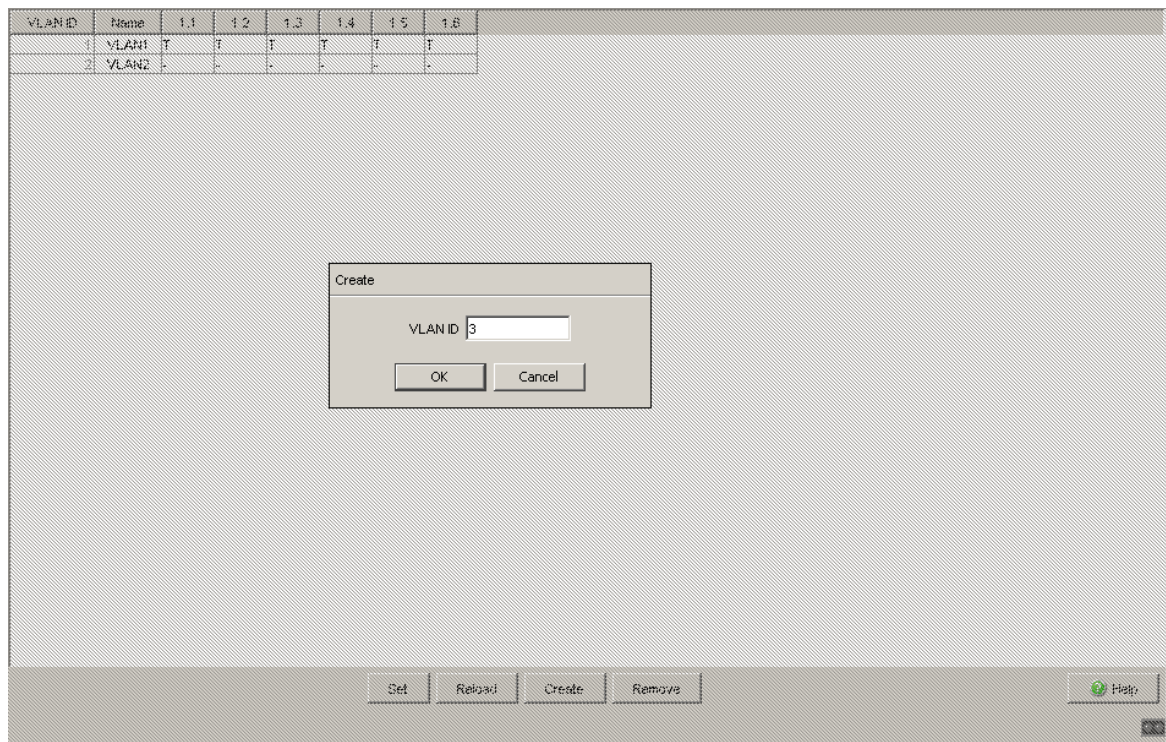 VLAN ID Name 1.1 1.2 1.3 1.4 1.5 1.6
1 VLAN1 T T T T T T
2 VLAN2 - - - - - -
Create
VLAN ID 3
OK Cancel
Set Reload Create Remove Help